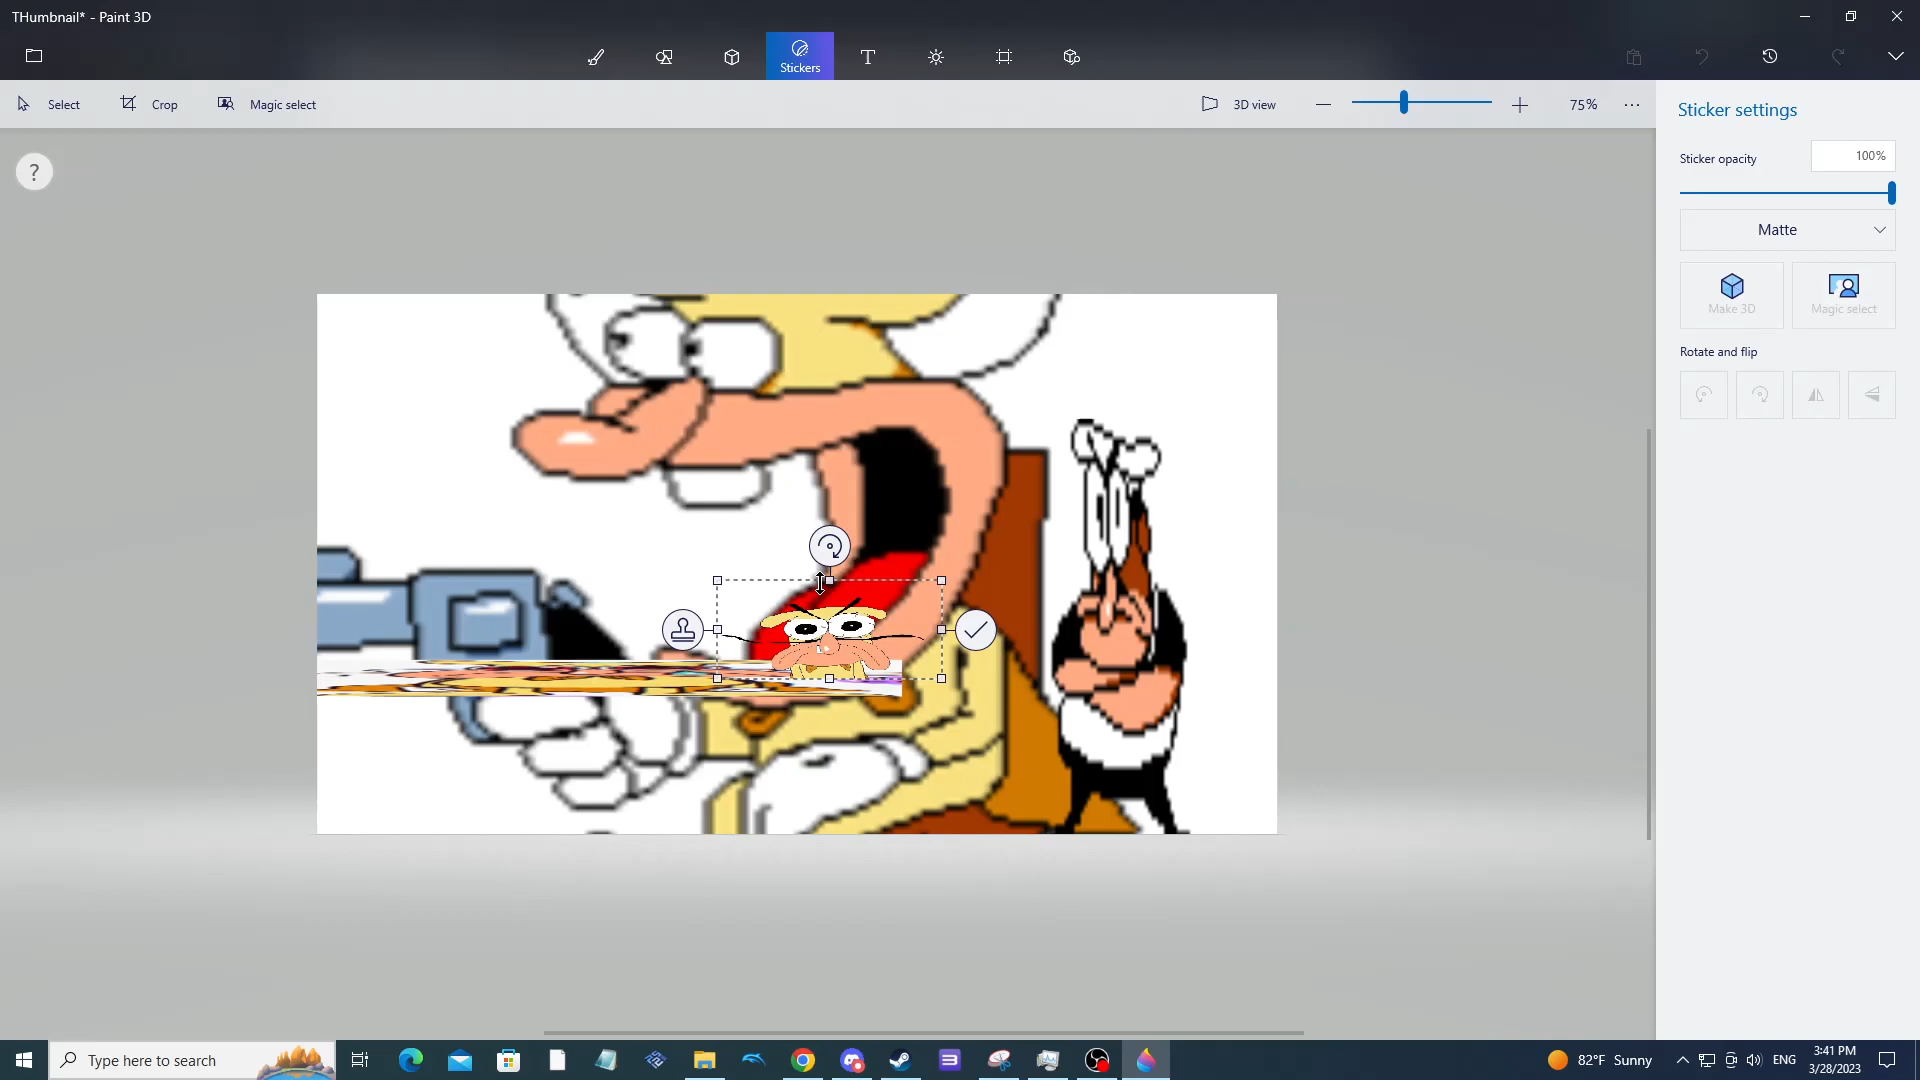 THumbnail* - Paint 3D
Stickers
Select
Crop
Magic select
3D view
75%
Sticker settings
?
Sticker opacity
100%
Matte
Make 3D
Magic select
Rotate and flip
Type here to search
82°F Sunny
ENG
3:41 PM
3/28/2023